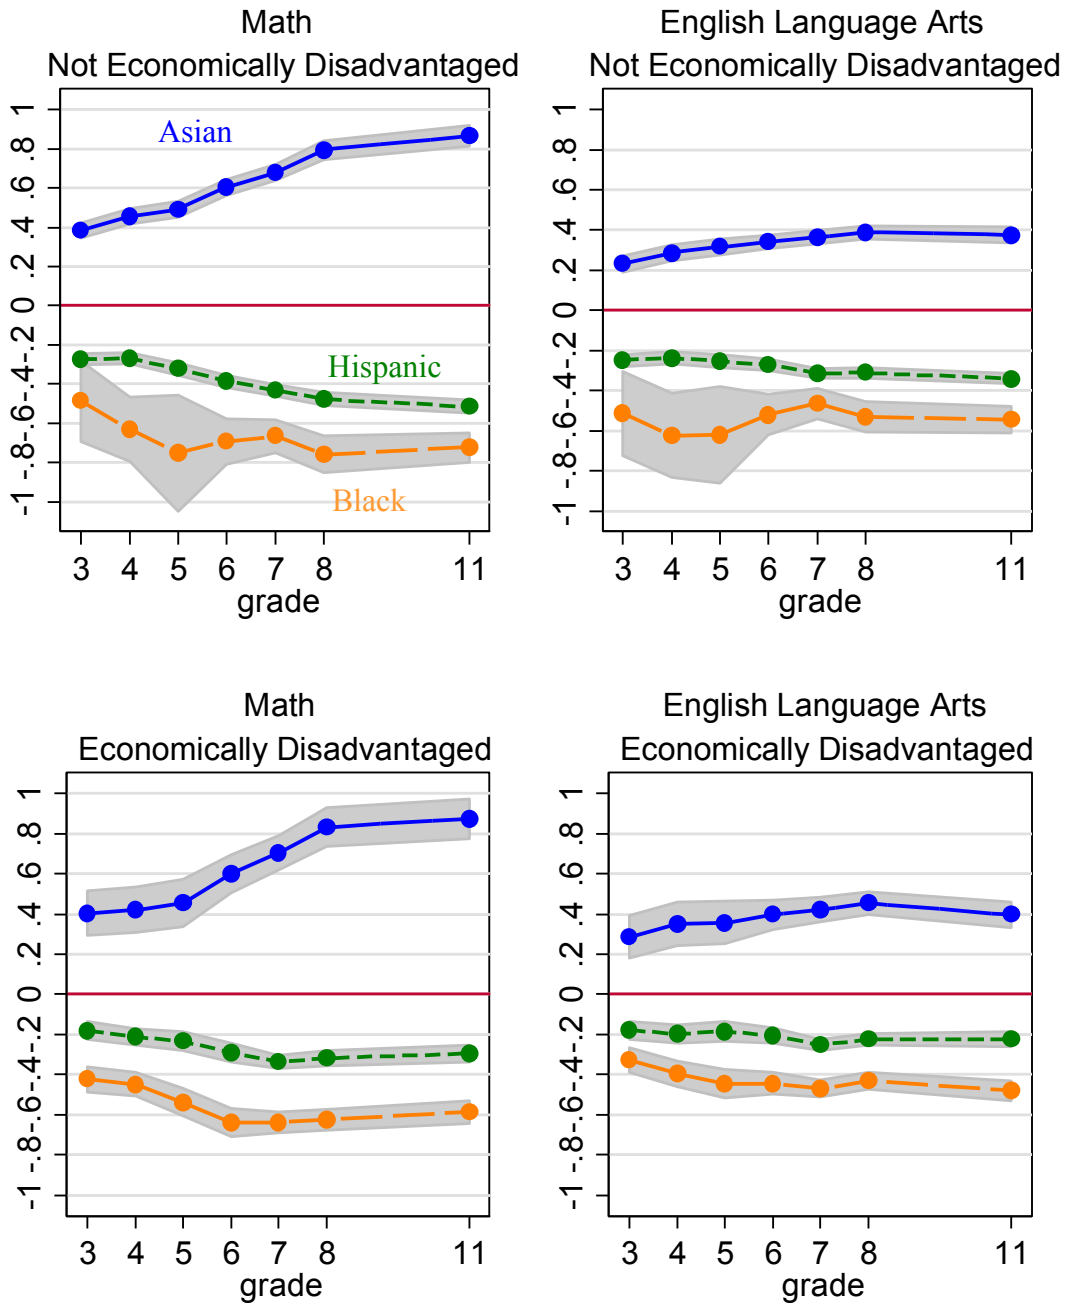 Math
Not Economically Disadvantaged
1
.8
.6
.4
.2
0
-.2
-.4
-.6
-.8
-1
Asian
Hispanic
Black
3 4 5 6 7 8 11
grade
English Language Arts
Not Economically Disadvantaged
1
.8
.6
.4
.2
0
-.2
-.4
-.6
-.8
-1
3 4 5 6 7 8 11
grade
Math
Economically Disadvantaged
1
.8
.6
.4
.2
0
-.2
-.4
-.6
-.8
-1
3 4 5 6 7 8 11
grade
English Language Arts
Economically Disadvantaged
1
.8
.6
.4
.2
0
-.2
-.4
-.6
-.8
-1
3 4 5 6 7 8 11
grade